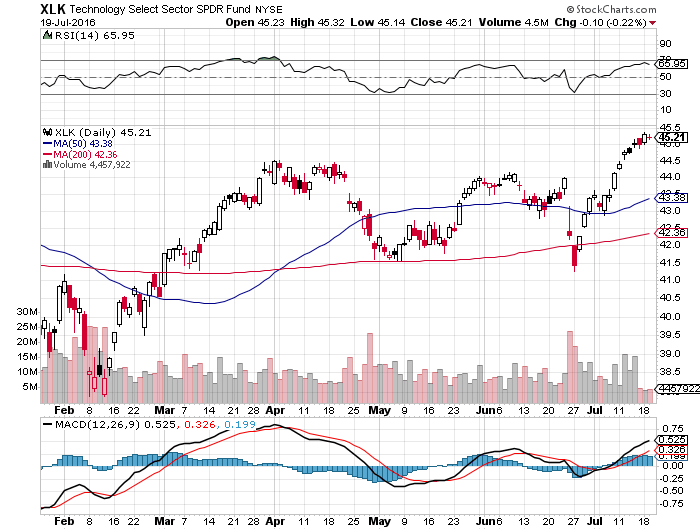 XLK Technology Select Sector SPDR Fund NYSE © StockCharts.com
19-Jul-2016 Open 45.23 High 45.32 Low 45.14 Close 45.21 Volume 4.5M Chg -0.10 (-0.22%)
RSI(14) 65.95
90
70
65.95
50
30
10
XLK (Daily) 45.21
MA(50) 43.38
MA(200) 42.36
Volume 4,457,922
45.5
45.21
45.0
44.5
44.0
43.5
43.38
43.0
42.5
42.36
42.0
41.5
41.0
40.5
40.0
39.5
39.0
38.5
4457922
30M
25M
20M
15M
10M
5M
Feb 8 16 22 Mar 7 14 21 28 Apr 11 18 25 May 9 16 23 Jun 6 13 20 27 Jul 11 18
MACD(12,26,9) 0.525, 0.326, 0.199
0.75
0.525
0.326
0.199
0.00
-0.25
-0.50
-0.75
Feb 8 16 22 Mar 7 14 21 28 Apr 11 18 25 May 9 16 23 Jun 6 13 20 27 Jul 11 18